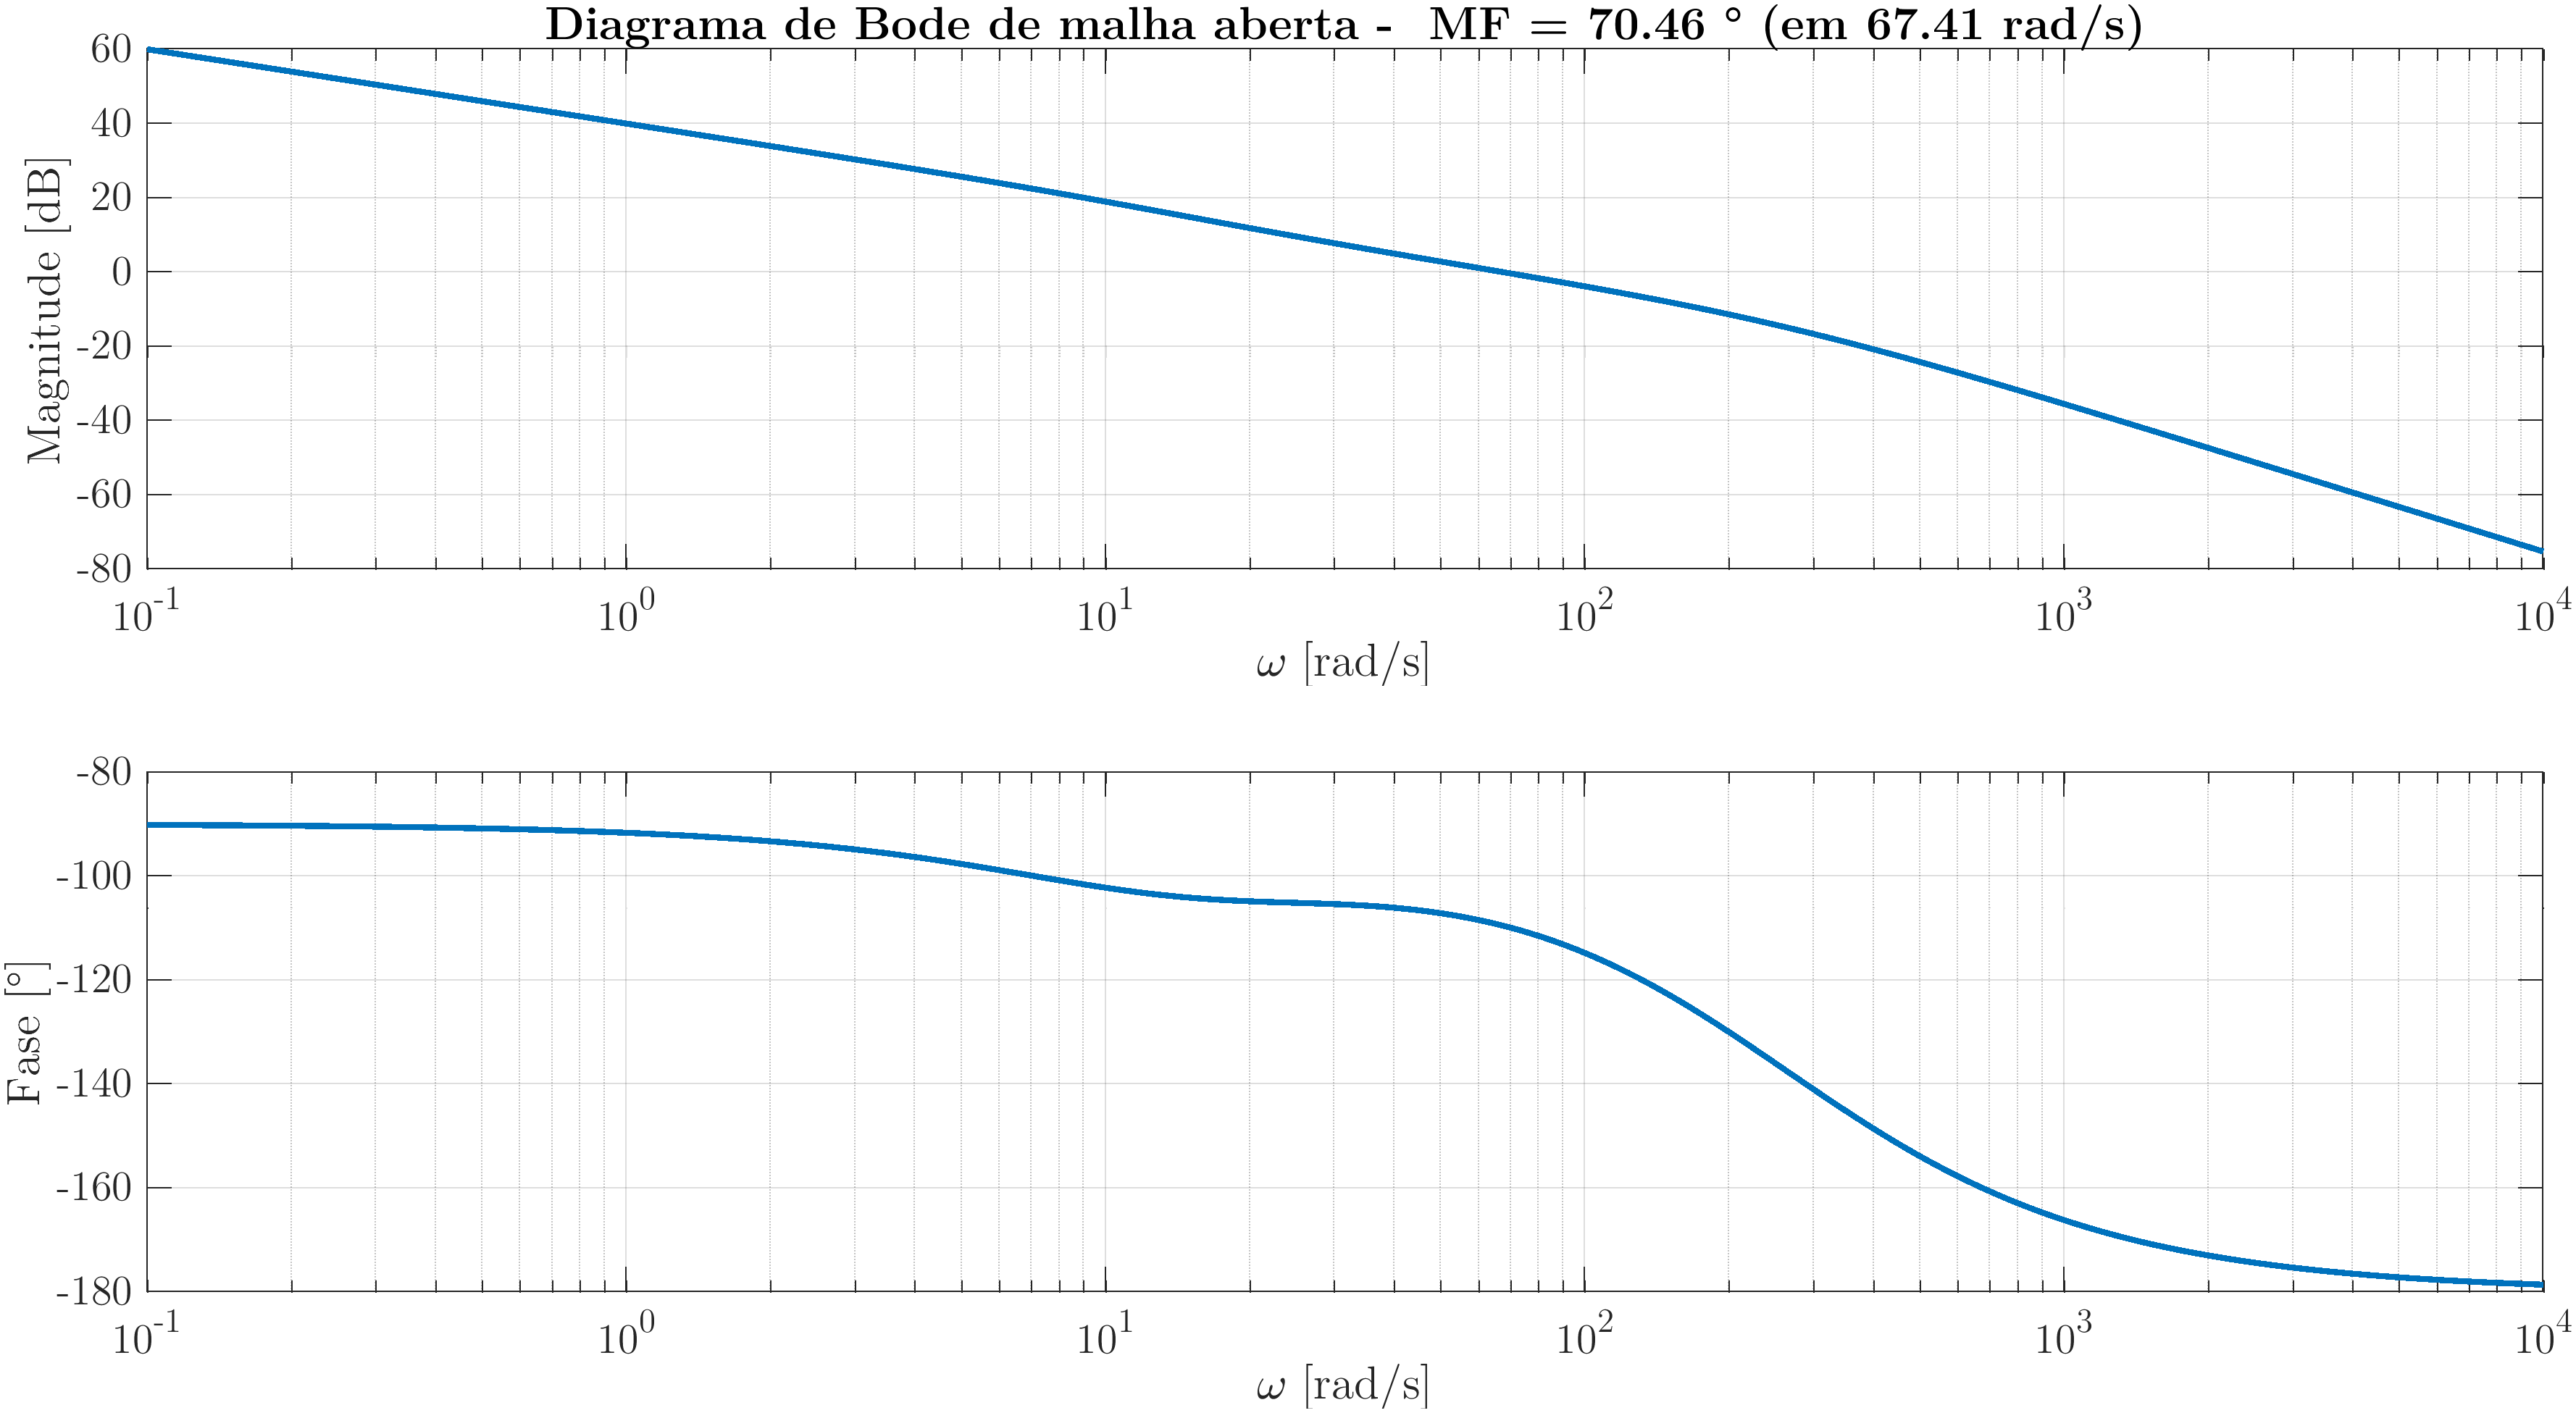 Diagrama de Bode de malha aberta - MF = 70.46 ° (em 67.41 rad/s)
60
40
20
0
-20
-40
-60
-80
Magnitude [dB]
10^-1 10^0 10^1 10^2 10^3 10^4
ω [rad/s]
-80
-100
-120
-140
-160
-180
Fase [°]
10^-1 10^0 10^1 10^2 10^3 10^4
ω [rad/s]